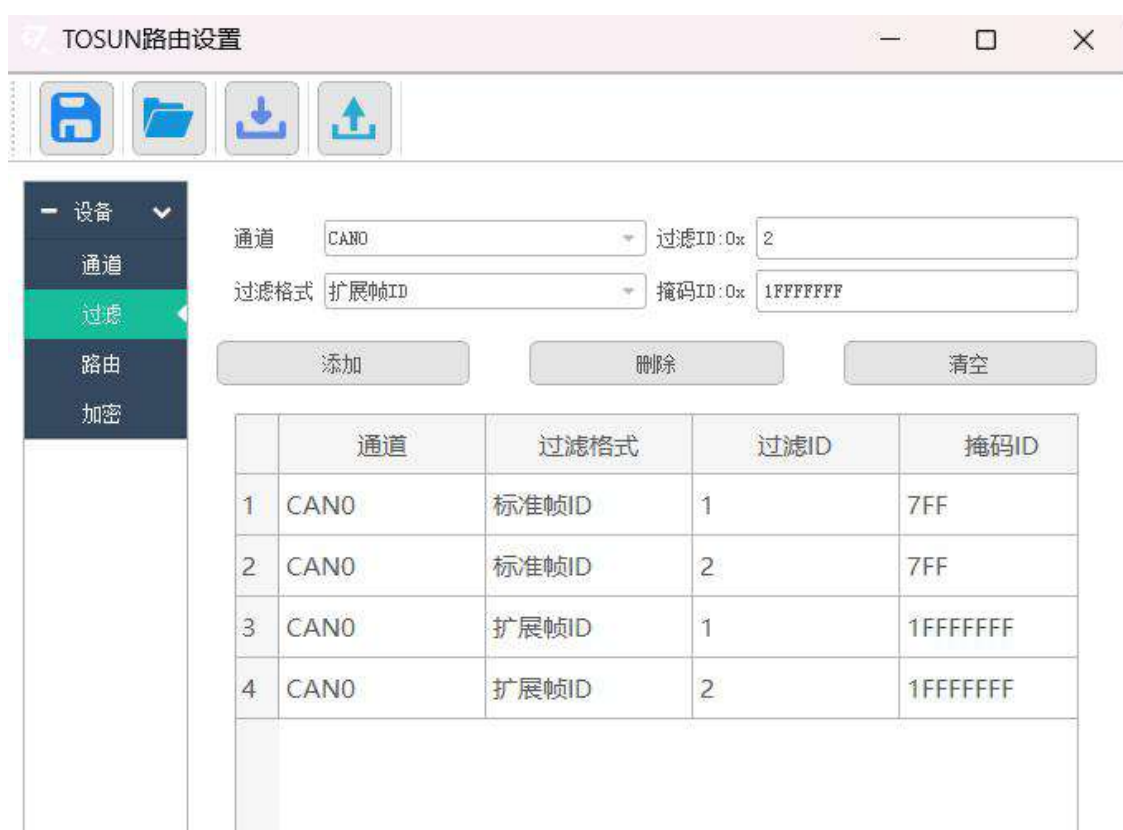 TOSUN路由设置
设备
通道
过滤
路由
加密
通道 CAN0 过滤ID:0x 2
过滤格式 扩展帧ID 掩码ID:0x 1FFFFFFF
添加 删除 清空
通道 过滤格式 过滤ID 掩码ID
1 CAN0 标准帧ID 1 7FF
2 CAN0 标准帧ID 2 7FF
3 CAN0 扩展帧ID 1 1FFFFFFF
4 CAN0 扩展帧ID 2 1FFFFFFF